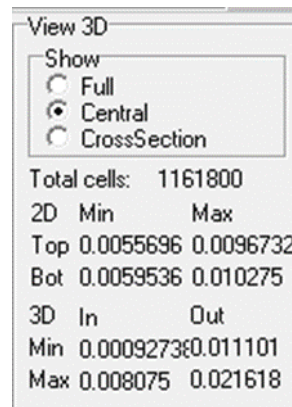 View 3D
Show
Full
Central
CrossSection
Total cells: 1161800
2D Min Max
Top 0.0055696 0.0096732
Bot 0.0059536 0.010275
3D In Out
Min 0.00092738 0.011101
Max 0.008075 0.021618